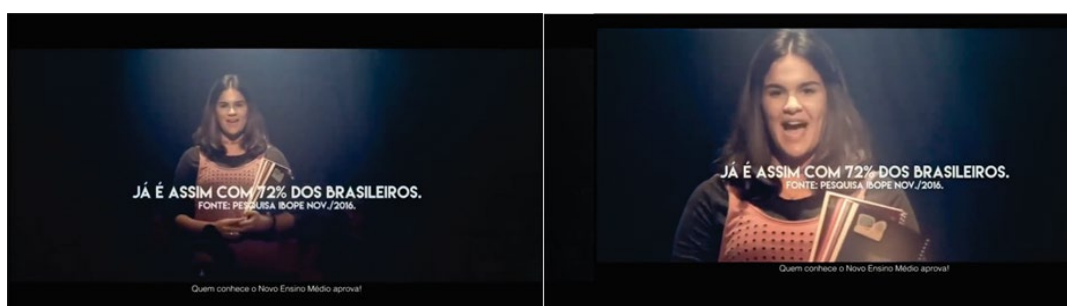 JÁ É ASSIM COM 72% DOS BRASILEIROS.
FONTE: PESQUISA IBOPE NOV./2016.
Quem conhece o Novo Ensino Médio aprova!
JÁ É ASSIM COM 72% DOS BRASILEIROS.
FONTE: PESQUISA IBOPE NOV./2016.
Quem conhece o Novo Ensino Médio aprova!